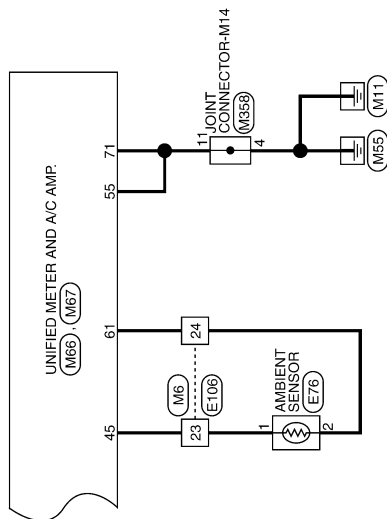 UNIFIED METER AND A/C AMP.
M66 , M67
45
61
55
71
M6
E106
23
24
11
JOINT
CONNECTOR-M14
M358
4
1
AMBIENT
SENSOR
E76
2
M55
M11